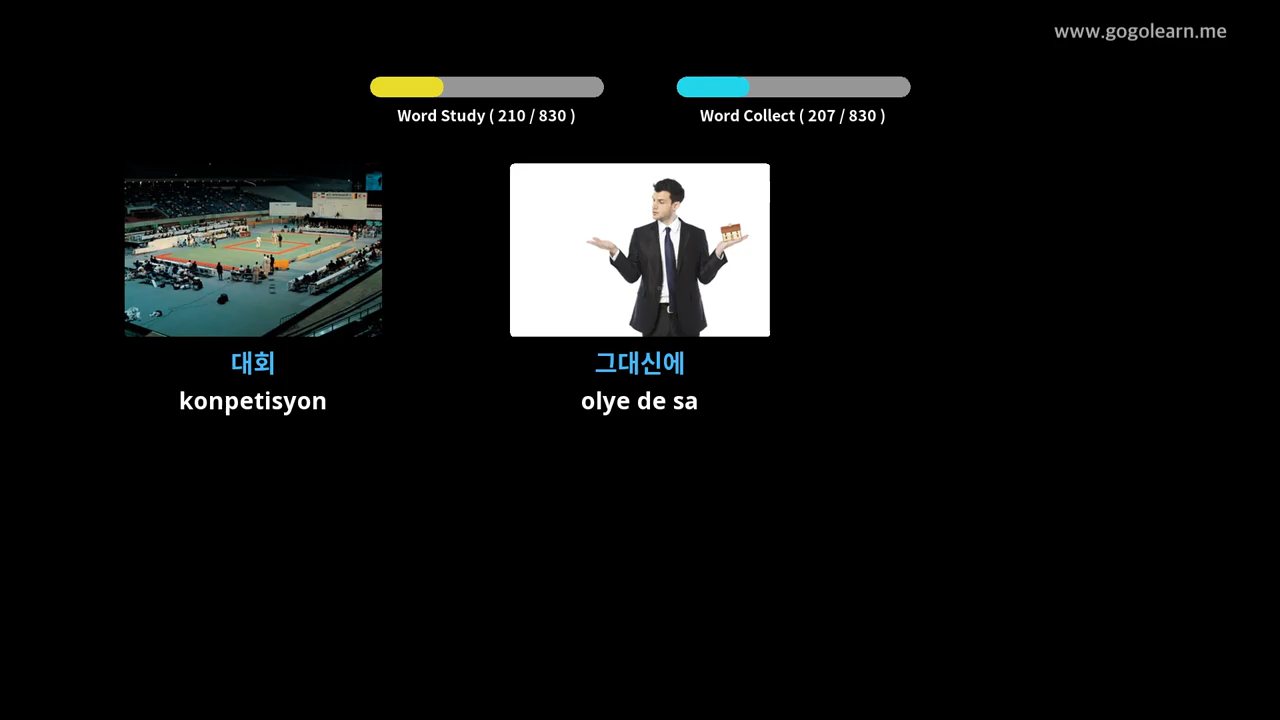 www.gogolearn.me
Word Study ( 210 / 830 )
Word Collect ( 207 / 830 )
대회
konpetisyon
그대신에
olye de sa